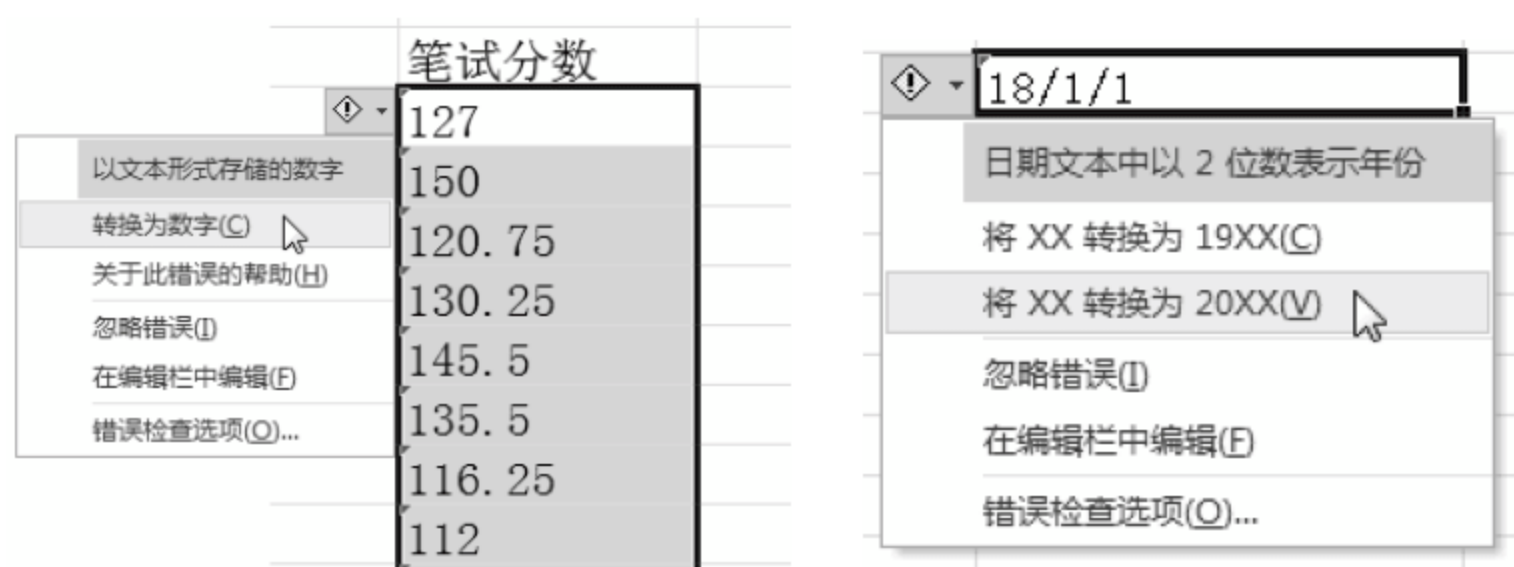 笔试分数
127
150
120.75
130.25
145.5
135.5
116.25
112
以文本形式存储的数字
转换为数字(C)
关于此错误的帮助(H)
忽略错误(I)
在编辑栏中编辑(F)
错误检查选项(O)...
18/1/1
日期文本中以 2 位数表示年份
将 XX 转换为 19XX(C)
将 XX 转换为 20XX(V)
忽略错误(I)
在编辑栏中编辑(F)
错误检查选项(O)...